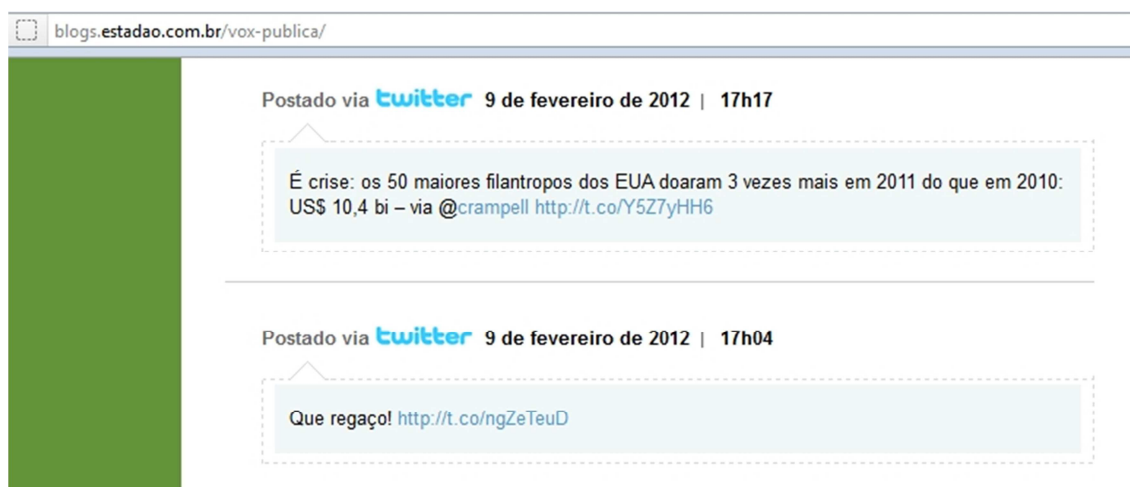 blogs.estadao.com.br/vox-publica/
Postado via twitter 9 de fevereiro de 2012 | 17h17
É crise: os 50 maiores filantropos dos EUA doaram 3 vezes mais em 2011 do que em 2010:
US$ 10,4 bi – via @crampell http://t.co/Y5Z7yHH6
Postado via twitter 9 de fevereiro de 2012 | 17h04
Que regaço! http://t.co/ngZeTeuD